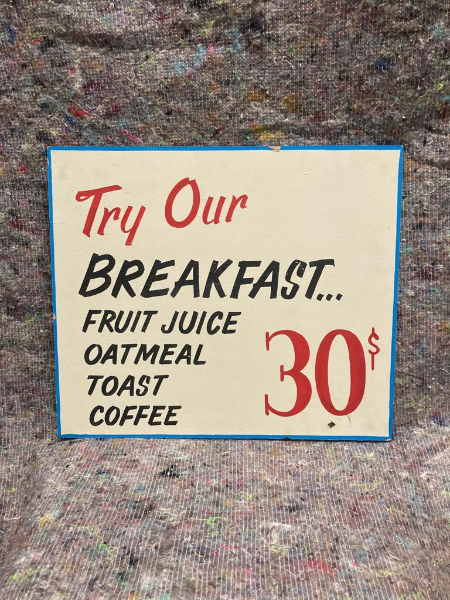 Try Our
BREAKFAST...
FRUIT JUICE
OATMEAL
TOAST
COFFEE
30$